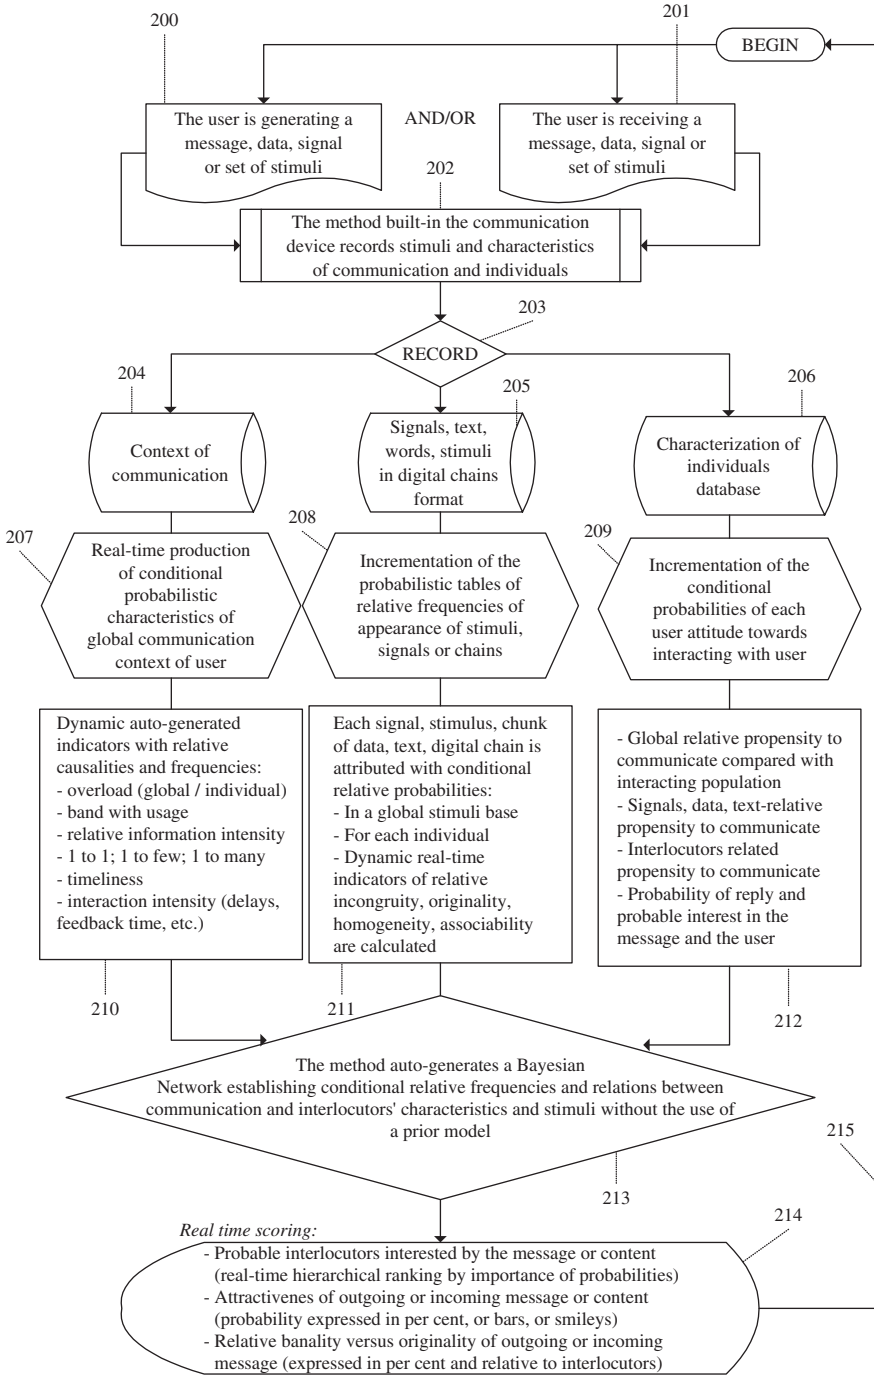 200
201
BEGIN
The user is generating a
message, data, signal
or set of stimuli
AND/OR
The user is receiving a
message, data, signal or
set of stimuli
202
The method built-in the communication
device records stimuli and characteristics
of communication and individuals
203
RECORD
204
205
206
Context of
communication
Signals, text,
words, stimuli
in digital chains
format
Characterization of
individuals
database
207
208
209
Real-time production
of conditional
probabilistic
characteristics of
global communication
context of user
Incrementation of the
probabilistic tables of
relative frequencies of
appearance of stimuli,
signals or chains
Incrementation of the
conditional
probabilities of each
user attitude towards
interacting with user
Dynamic auto-generated
indicators with relative
causalities and frequencies:
- overload (global / individual)
- band with usage
- relative information intensity
- 1 to 1; 1 to few; 1 to many
- timeliness
- interaction intensity (delays,
feedback time, etc.)
Each signal, stimulus, chunk
of data, text, digital chain is
attributed with conditional
relative probabilities:
- In a global stimuli base
- For each individual
- Dynamic real-time
indicators of relative
incongruity, originality,
homogeneity, associability
are calculated
- Global relative propensity to
communicate compared with
interacting population
- Signals, data, text-relative
propensity to communicate
- Interlocutors related
propensity to communicate
- Probability of reply and
probable interest in the
message and the user
210
211
212
The method auto-generates a Bayesian
Network establishing conditional relative frequencies and relations between
communication and interlocutors' characteristics and stimuli without the use of
a prior model
213
215
214
Real time scoring:
- Probable interlocutors interested by the message or content
(real-time hierarchical ranking by importance of probabilities)
- Attractivenes of outgoing or incoming message or content
(probability expressed in per cent, or bars, or smileys)
- Relative banality versus originality of outgoing or incoming
message (expressed in per cent and relative to interlocutors)